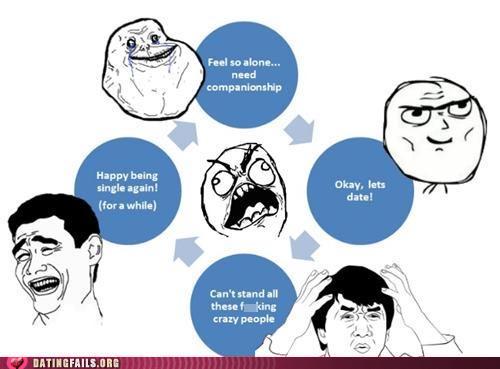 Feel so alone...
need
companionship
Okay, lets
date!
Can't stand all
these f
king
crazy people
Happy being
single again!
(for a while)
DATINGFAILS.ORG